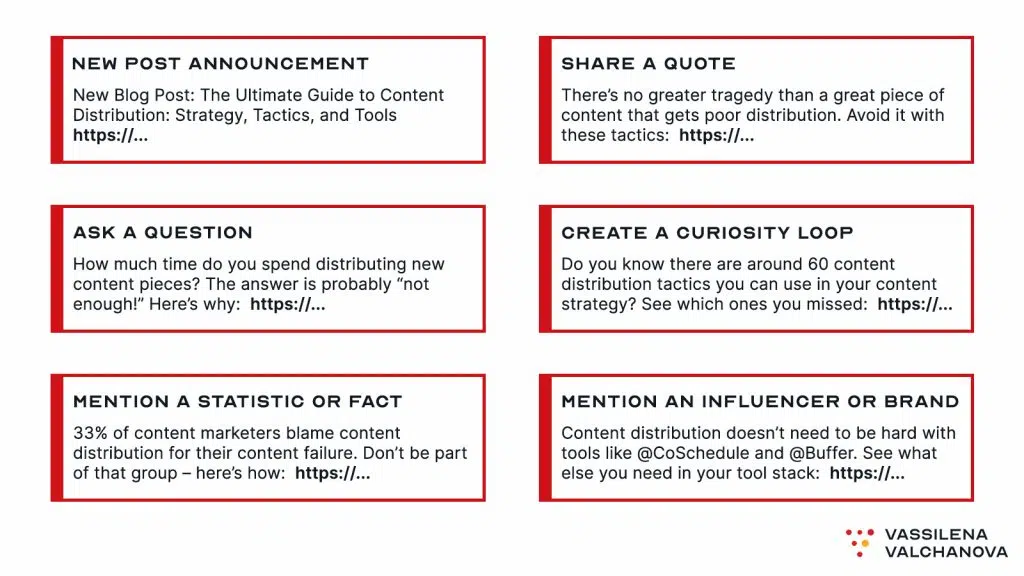 NEW POST ANNOUNCEMENT
New Blog Post: The Ultimate Guide to Content
Distribution: Strategy, Tactics, and Tools
https://...
SHARE A QUOTE
There’s no greater tragedy than a great piece of
content that gets poor distribution. Avoid it with
these tactics: https://...
ASK A QUESTION
How much time do you spend distributing new
content pieces? The answer is probably “not
enough!” Here’s why: https://...
CREATE A CURIOSITY LOOP
Do you know there are around 60 content
distribution tactics you can use in your content
strategy? See which ones you missed: https://...
MENTION A STATISTIC OR FACT
33% of content marketers blame content
distribution for their content failure. Don’t be part
of that group – here’s how: https://...
MENTION AN INFLUENCER OR BRAND
Content distribution doesn’t need to be hard with
tools like @CoSchedule and @Buffer. See what
else you need in your tool stack: https://...
VASSILENA
VALCHANOVA